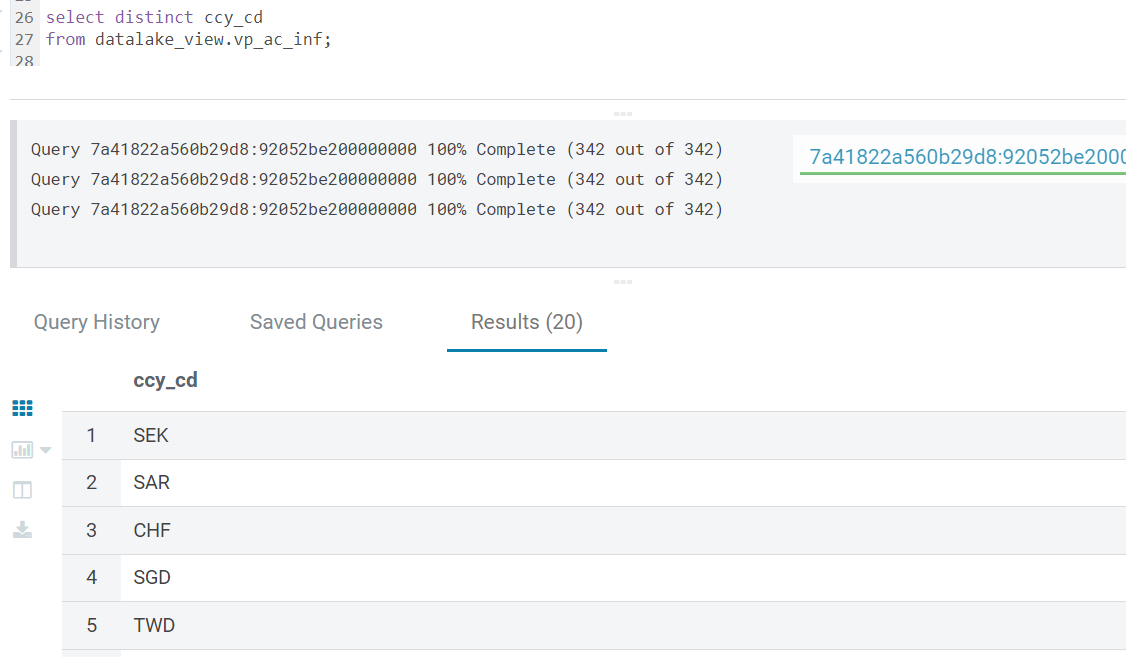 26 select distinct ccy_cd
27 from datalake_view.vp_ac_inf;
28
Query 7a41822a560b29d8:92052be200000000 100% Complete (342 out of 342)
Query 7a41822a560b29d8:92052be200000000 100% Complete (342 out of 342)
Query 7a41822a560b29d8:92052be200000000 100% Complete (342 out of 342)
7a41822a560b29d8:92052be2000
Query History Saved Queries Results (20)
ccy_cd
1 SEK
2 SAR
3 CHF
4 SGD
5 TWD